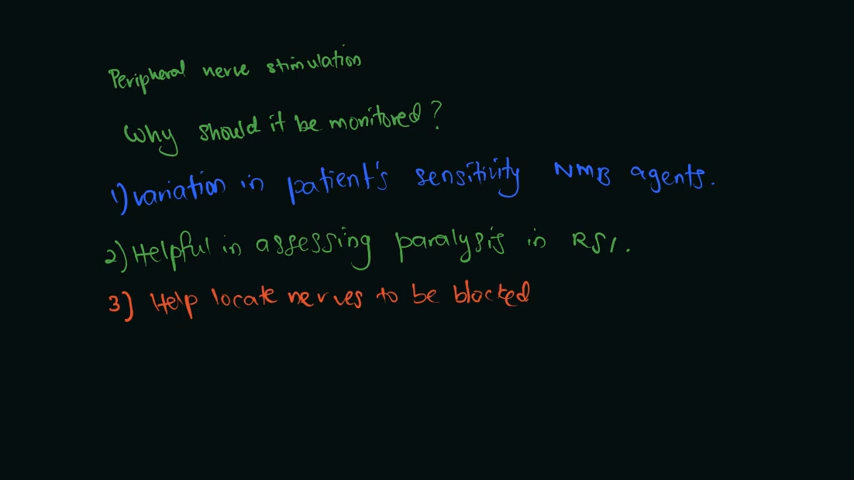 Peripheral nerve stimulation
Why should it be monitored?
1) variation in patient's sensitivity NMB agents.
2) Helpful in assessing paralysis in RSI.
3) Help locate nerves to be blocked